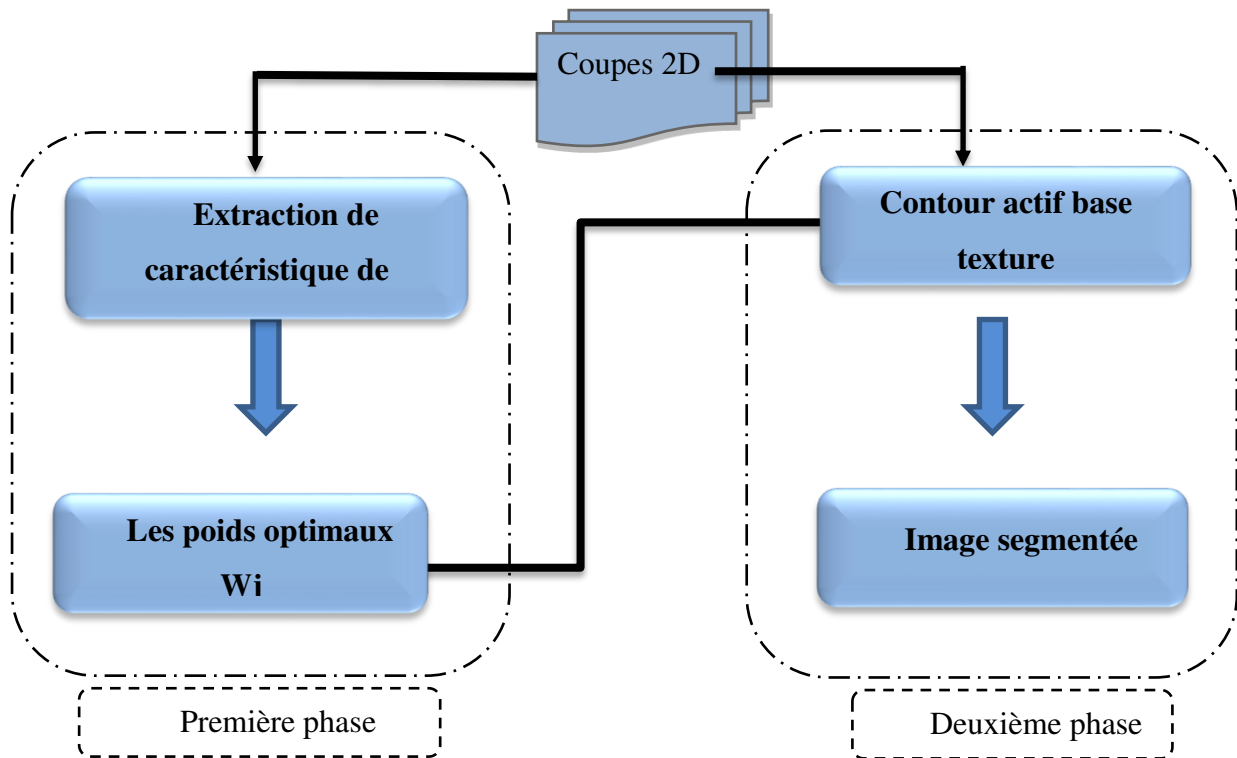 Coupes 2D
Extraction de
caractéristique de
Les poids optimaux
Wi
Première phase
Contour actif base
texture
Image segmentée
Deuxième phase